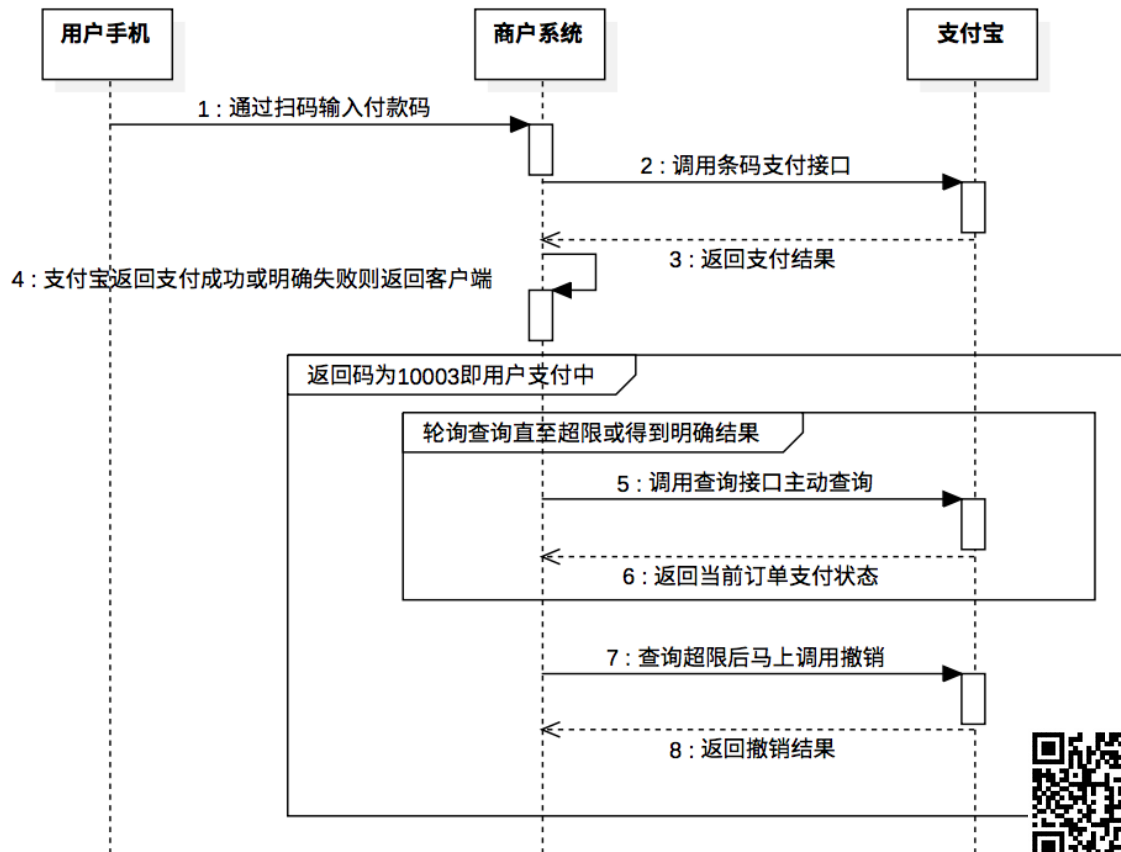 用户手机
商户系统
支付宝
1 : 通过扫码输入付款码
2 : 调用条码支付接口
3 : 返回支付结果
4 : 支付宝返回支付成功或明确失败则返回客户端
返回码为10003即用户支付中
轮询查询直至超限或得到明确结果
5 : 调用查询接口主动查询
6 : 返回当前订单支付状态
7 : 查询超限后马上调用撤销
8 : 返回撤销结果